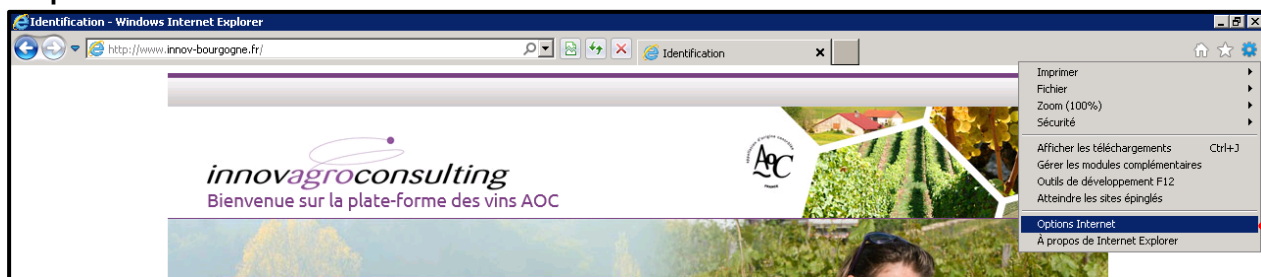 Identification - Windows Internet Explorer
http://www.innov-bourgogne.fr/
Identification
Imprimer
Fichier
Zoom (100%)
Sécurité
Afficher les téléchargements Ctrl+J
Gérer les modules complémentaires
Outils de développement F12
Atteindre les sites épinglés
Options Internet
À propos de Internet Explorer
innovagroconsulting
Bienvenue sur la plate-forme des vins AOC
AOC